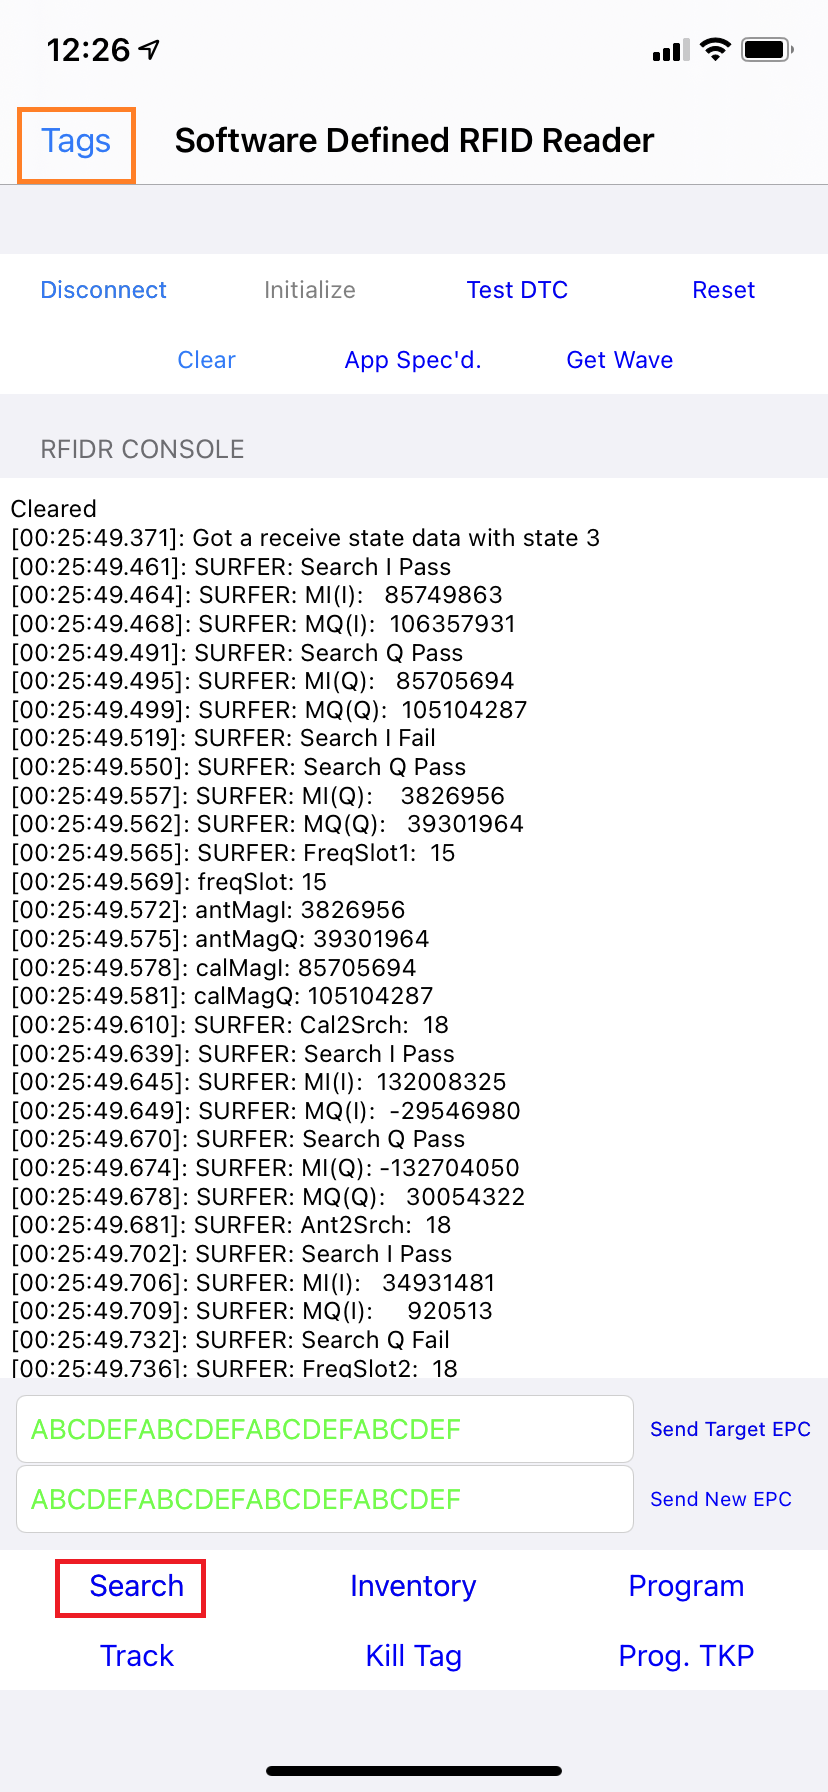 12:26
Tags Software Defined RFID Reader
Disconnect Initialize Test DTC Reset
Clear App Spec'd. Get Wave
RFIDR CONSOLE
Cleared
[00:25:49.371]: Got a receive state data with state 3
[00:25:49.461]: SURFER: Search I Pass
[00:25:49.464]: SURFER: MI(I): 85749863
[00:25:49.468]: SURFER: MQ(I): 106357931
[00:25:49.491]: SURFER: Search Q Pass
[00:25:49.495]: SURFER: MI(Q): 85705694
[00:25:49.499]: SURFER: MQ(Q): 105104287
[00:25:49.519]: SURFER: Search I Fail
[00:25:49.550]: SURFER: Search Q Pass
[00:25:49.557]: SURFER: MI(Q): 3826956
[00:25:49.562]: SURFER: MQ(Q): 39301964
[00:25:49.565]: SURFER: FreqSlot1: 15
[00:25:49.569]: freqSlot: 15
[00:25:49.572]: antMagI: 3826956
[00:25:49.575]: antMagQ: 39301964
[00:25:49.578]: calMagI: 85705694
[00:25:49.581]: calMagQ: 105104287
[00:25:49.610]: SURFER: Cal2Srch: 18
[00:25:49.639]: SURFER: Search I Pass
[00:25:49.645]: SURFER: MI(I): 132008325
[00:25:49.649]: SURFER: MQ(I): -29546980
[00:25:49.670]: SURFER: Search Q Pass
[00:25:49.674]: SURFER: MI(Q): -132704050
[00:25:49.678]: SURFER: MQ(Q): 30054322
[00:25:49.681]: SURFER: Ant2Srch: 18
[00:25:49.702]: SURFER: Search I Pass
[00:25:49.706]: SURFER: MI(I): 34931481
[00:25:49.709]: SURFER: MQ(I): 920513
[00:25:49.732]: SURFER: Search Q Fail
[00:25:49.736]: SURFER: FreqSlot2: 18
ABCDEFABCDEFABCDEFABCDEF Send Target EPC
ABCDEFABCDEFABCDEFABCDEF Send New EPC
Search Inventory Program
Track Kill Tag Prog. TKP